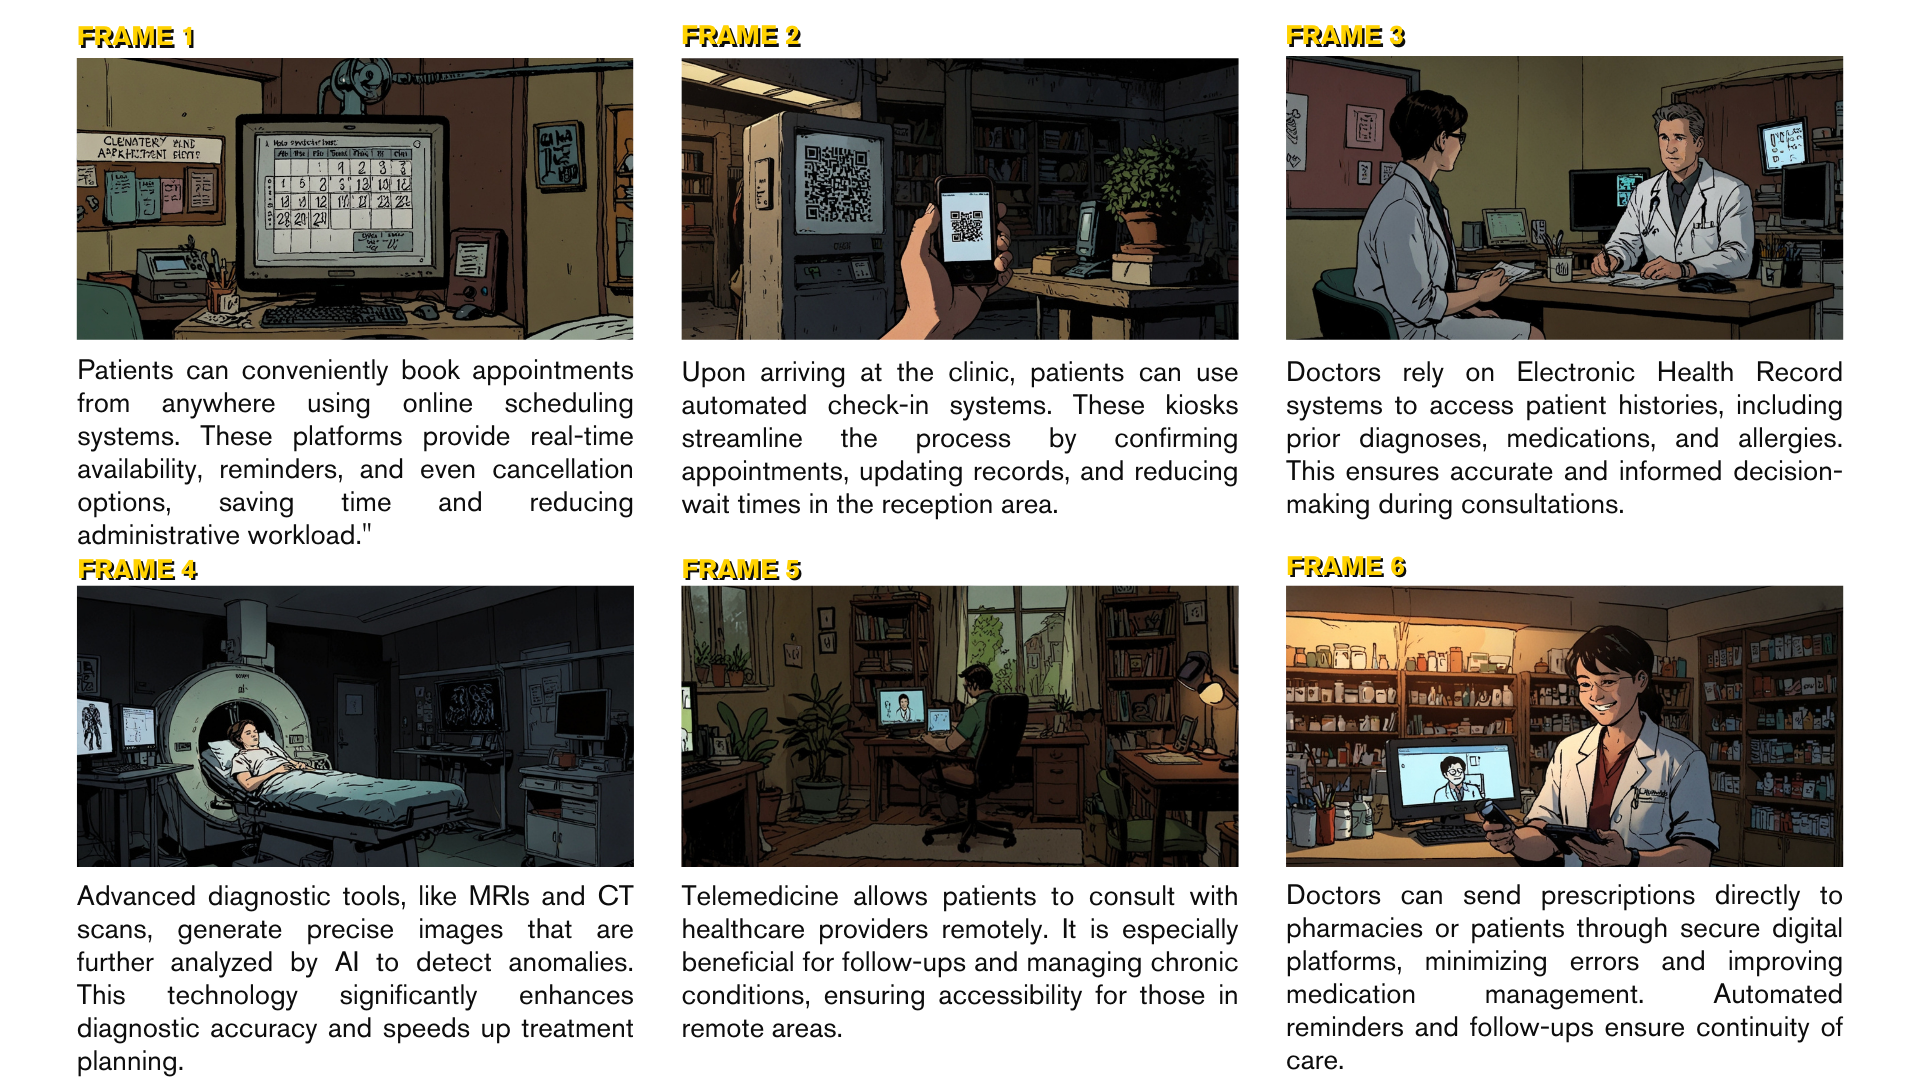 FRAME 1
Patients can conveniently book appointments
from anywhere using online scheduling
systems. These platforms provide real-time
availability, reminders, and even cancellation
options, saving time and reducing
administrative workload."
FRAME 2
Upon arriving at the clinic, patients can use
automated check-in systems. These kiosks
streamline the process by confirming
appointments, updating records, and reducing
wait times in the reception area.
FRAME 3
Doctors rely on Electronic Health Record
systems to access patient histories, including
prior diagnoses, medications, and allergies.
This ensures accurate and informed decision-
making during consultations.
FRAME 4
Advanced diagnostic tools, like MRIs and CT
scans, generate precise images that are
further analyzed by AI to detect anomalies.
This technology significantly enhances
diagnostic accuracy and speeds up treatment
planning.
FRAME 5
Telemedicine allows patients to consult with
healthcare providers remotely. It is especially
beneficial for follow-ups and managing chronic
conditions, ensuring accessibility for those in
remote areas.
FRAME 6
Doctors can send prescriptions directly to
pharmacies or patients through secure digital
platforms, minimizing errors and improving
medication management. Automated
reminders and follow-ups ensure continuity of
care.